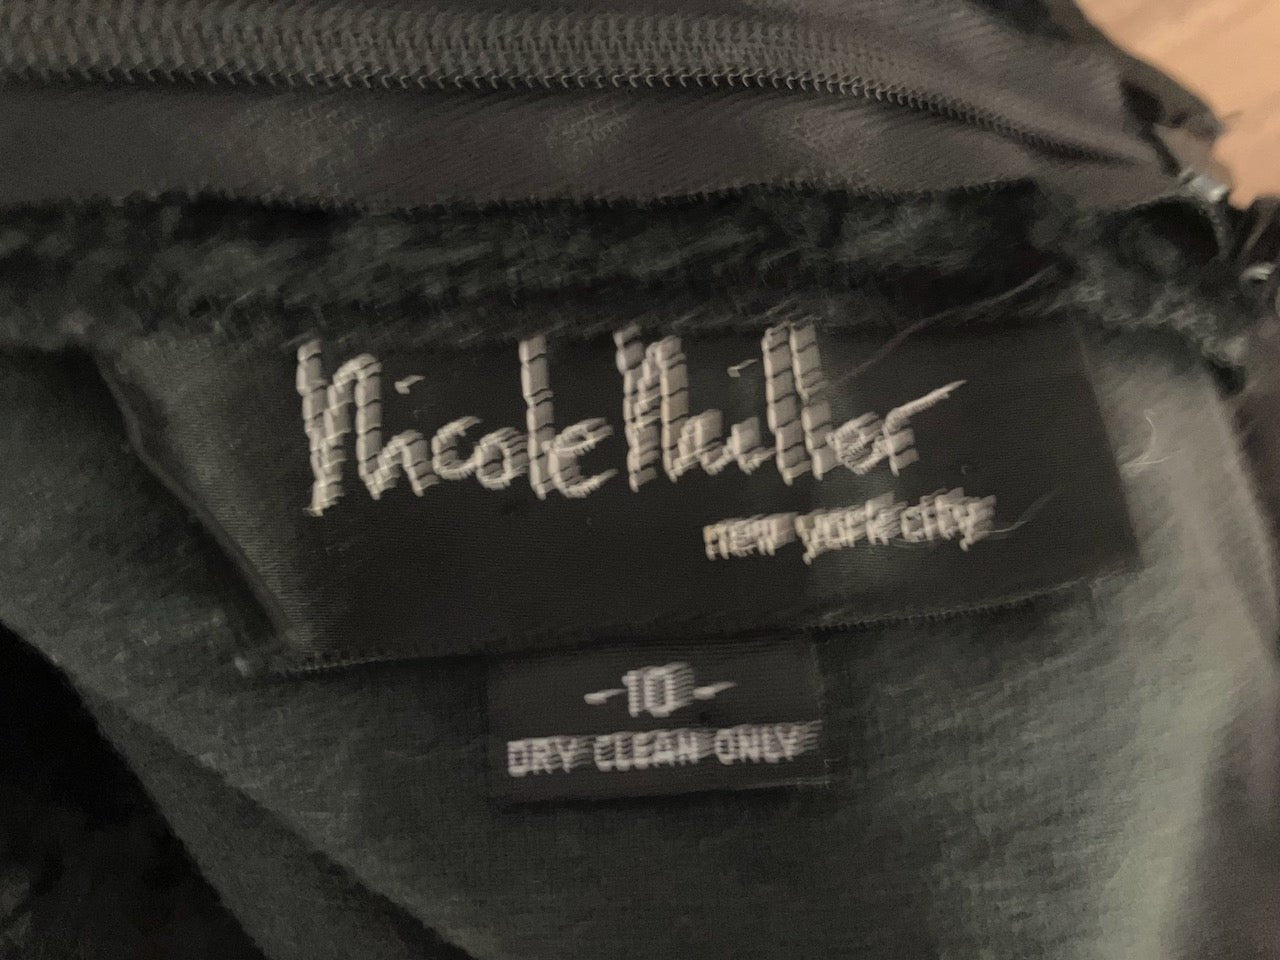 Nicole Miller
NEW YORK CITY
-10-
DRY CLEAN ONLY